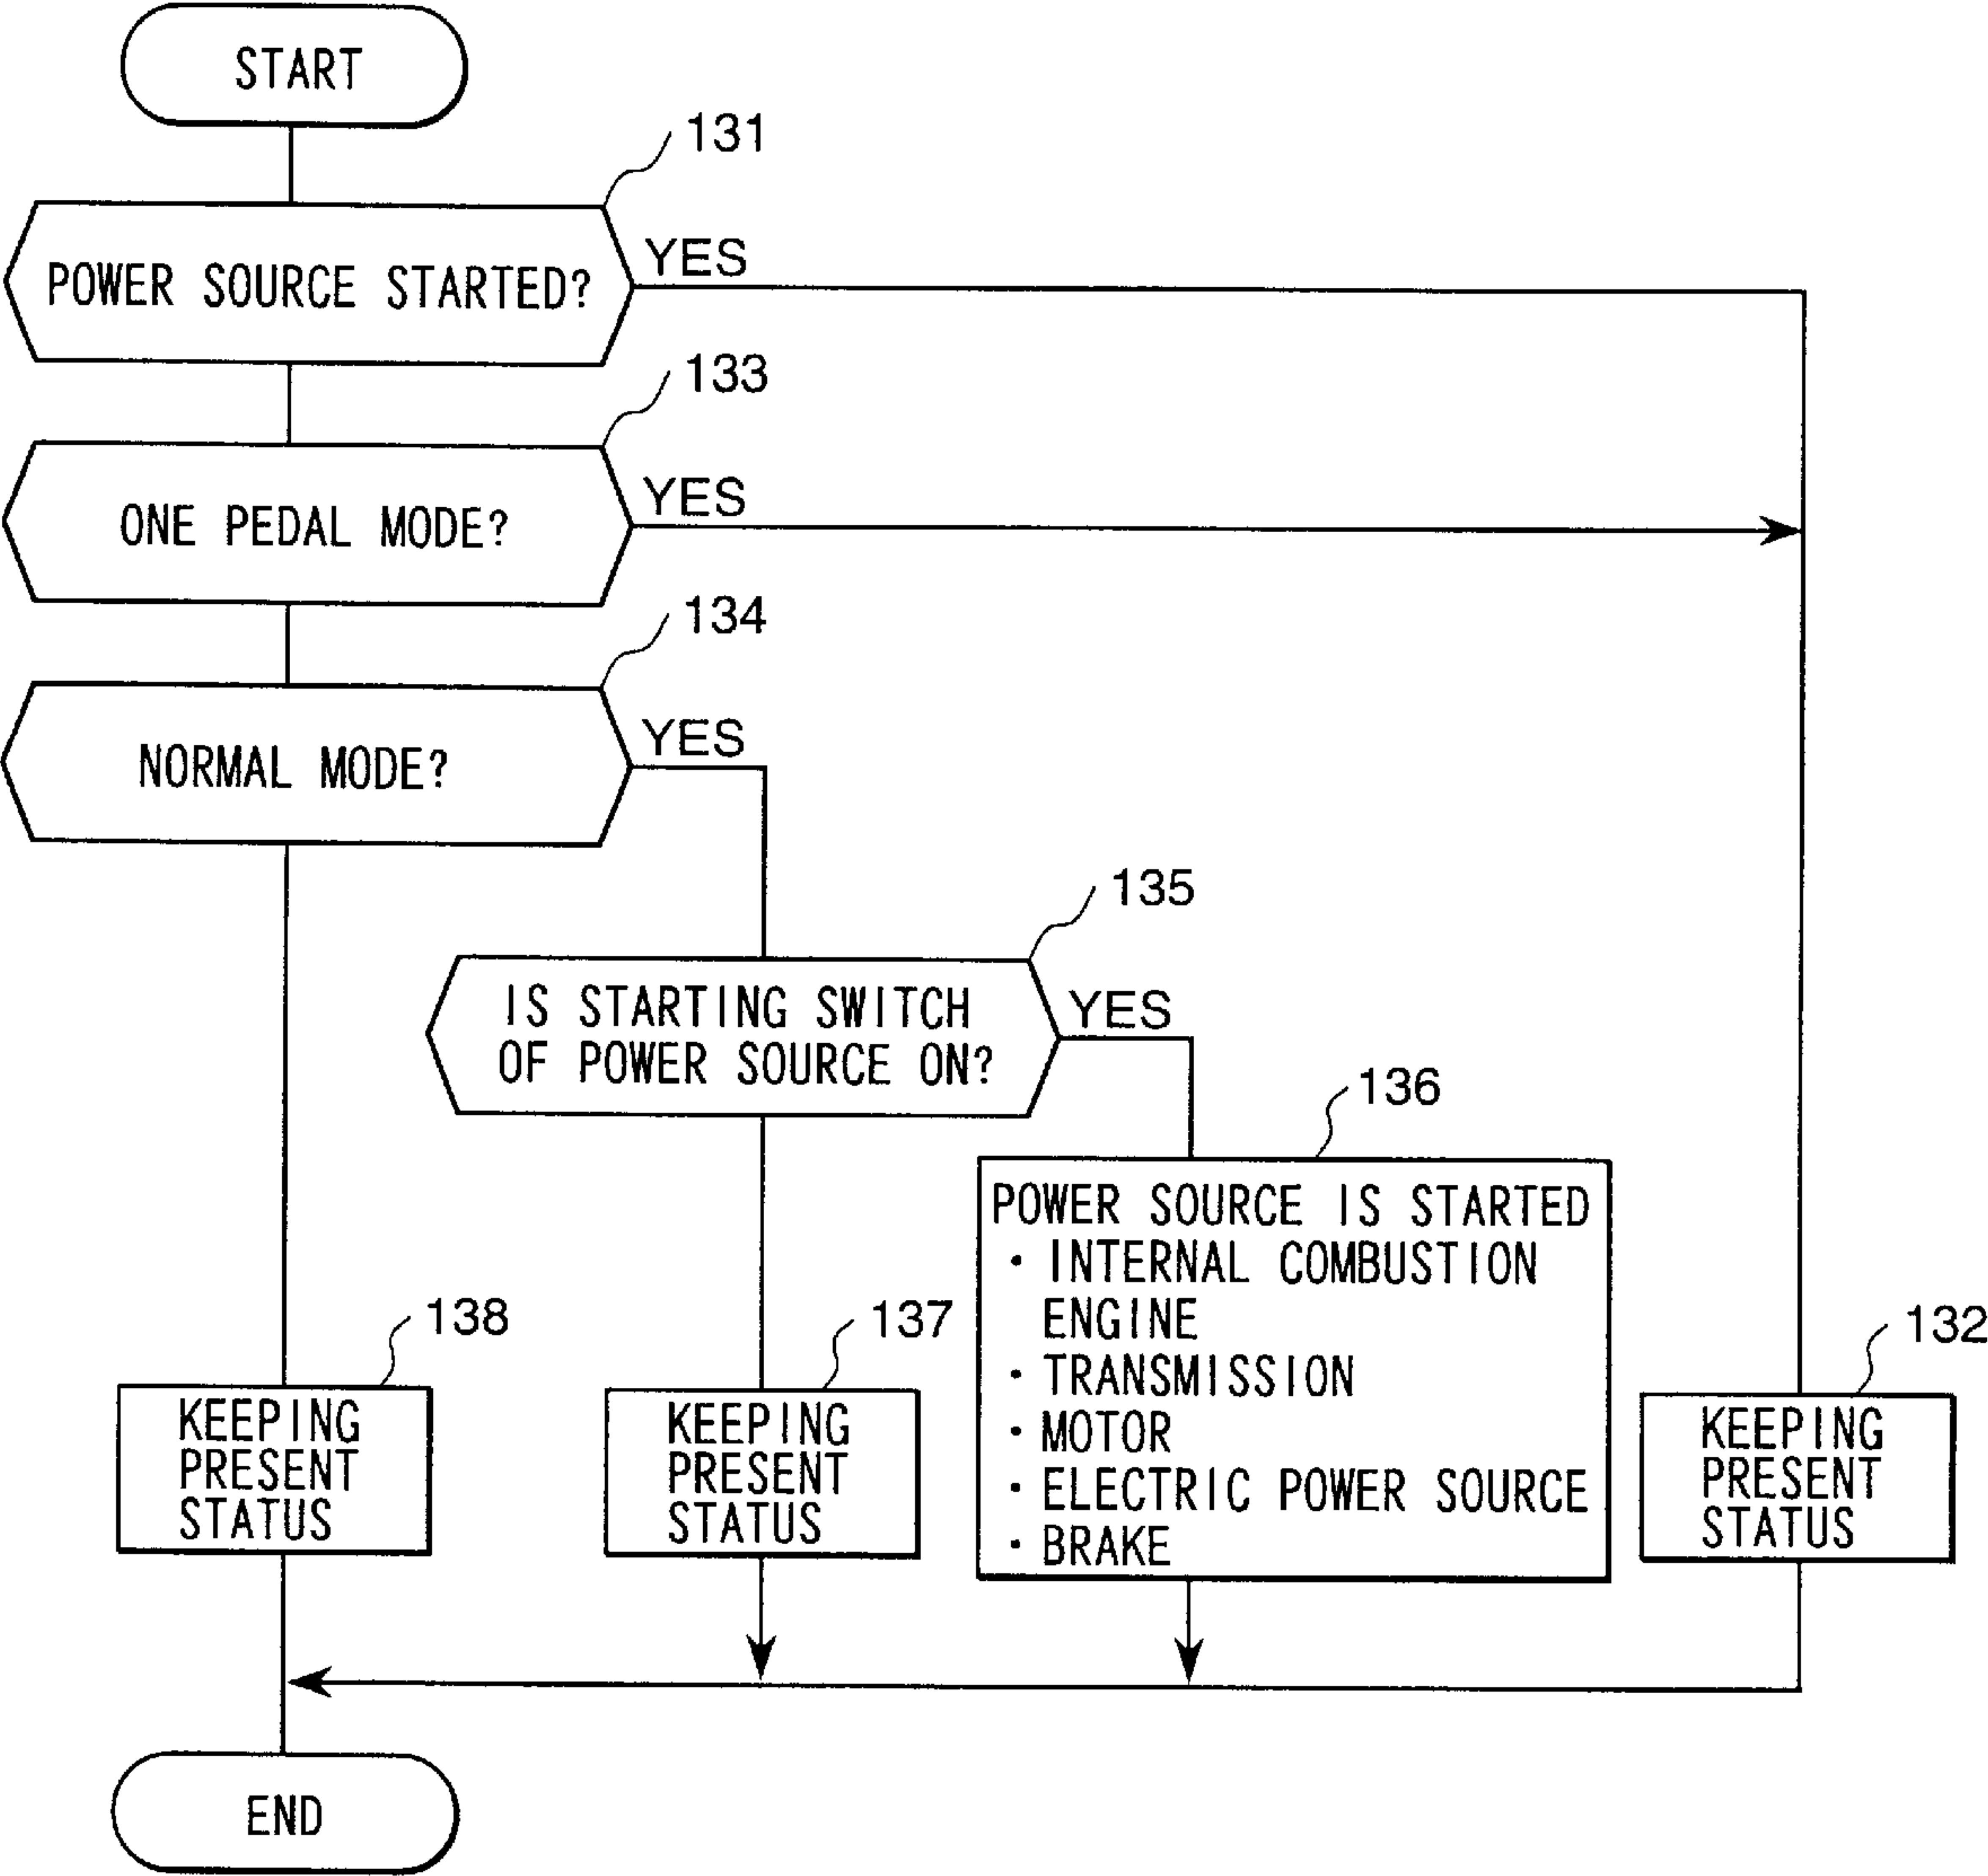 START
131
POWER SOURCE STARTED?
YES
133
ONE PEDAL MODE?
YES
134
NORMAL MODE?
YES
135
IS STARTING SWITCH
OF POWER SOURCE ON?
YES
136
POWER SOURCE IS STARTED
· INTERNAL COMBUSTION
ENGINE
· TRANSMISSION
· MOTOR
· ELECTRIC POWER SOURCE
· BRAKE
138
KEEPING
PRESENT
STATUS
137
KEEPING
PRESENT
STATUS
132
KEEPING
PRESENT
STATUS
END